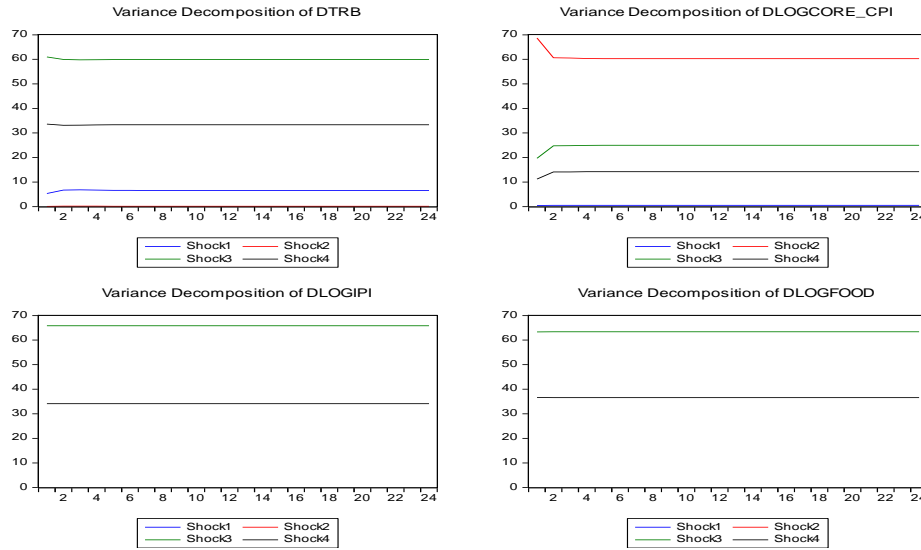 Variance Decomposition of DTRB
70
60
50
40
30
20
10
0
2 4 6 8 10 12 14 16 18 20 22 24
Shock1 Shock2
Shock3 Shock4
Variance Decomposition of DLOGCORE_CPI
70
60
50
40
30
20
10
0
2 4 6 8 10 12 14 16 18 20 22 24
Shock1 Shock2
Shock3 Shock4
Variance Decomposition of DLOGIPI
70
60
50
40
30
20
10
0
2 4 6 8 10 12 14 16 18 20 22 24
Shock1 Shock2
Shock3 Shock4
Variance Decomposition of DLOGFOOD
70
60
50
40
30
20
10
0
2 4 6 8 10 12 14 16 18 20 22 24
Shock1 Shock2
Shock3 Shock4